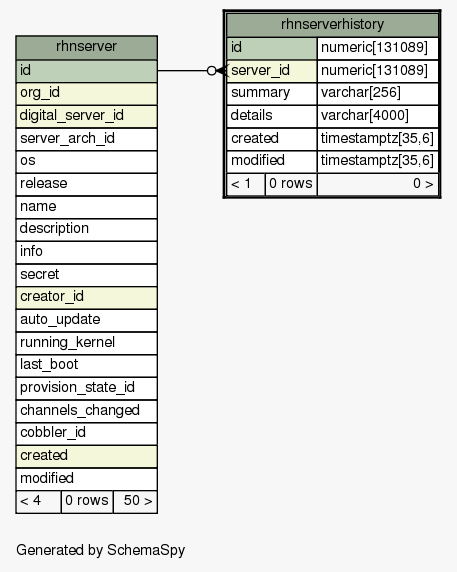 rhnserver
id
org_id
digital_server_id
server_arch_id
os
release
name
description
info
secret
creator_id
auto_update
running_kernel
last_boot
provision_state_id
channels_changed
cobbler_id
created
modified
< 4 0 rows 50 >
rhnserverhistory
id numeric[131089]
server_id numeric[131089]
summary varchar[256]
details varchar[4000]
created timestamptz[35,6]
modified timestamptz[35,6]
< 1 0 rows 0 >
Generated by SchemaSpy